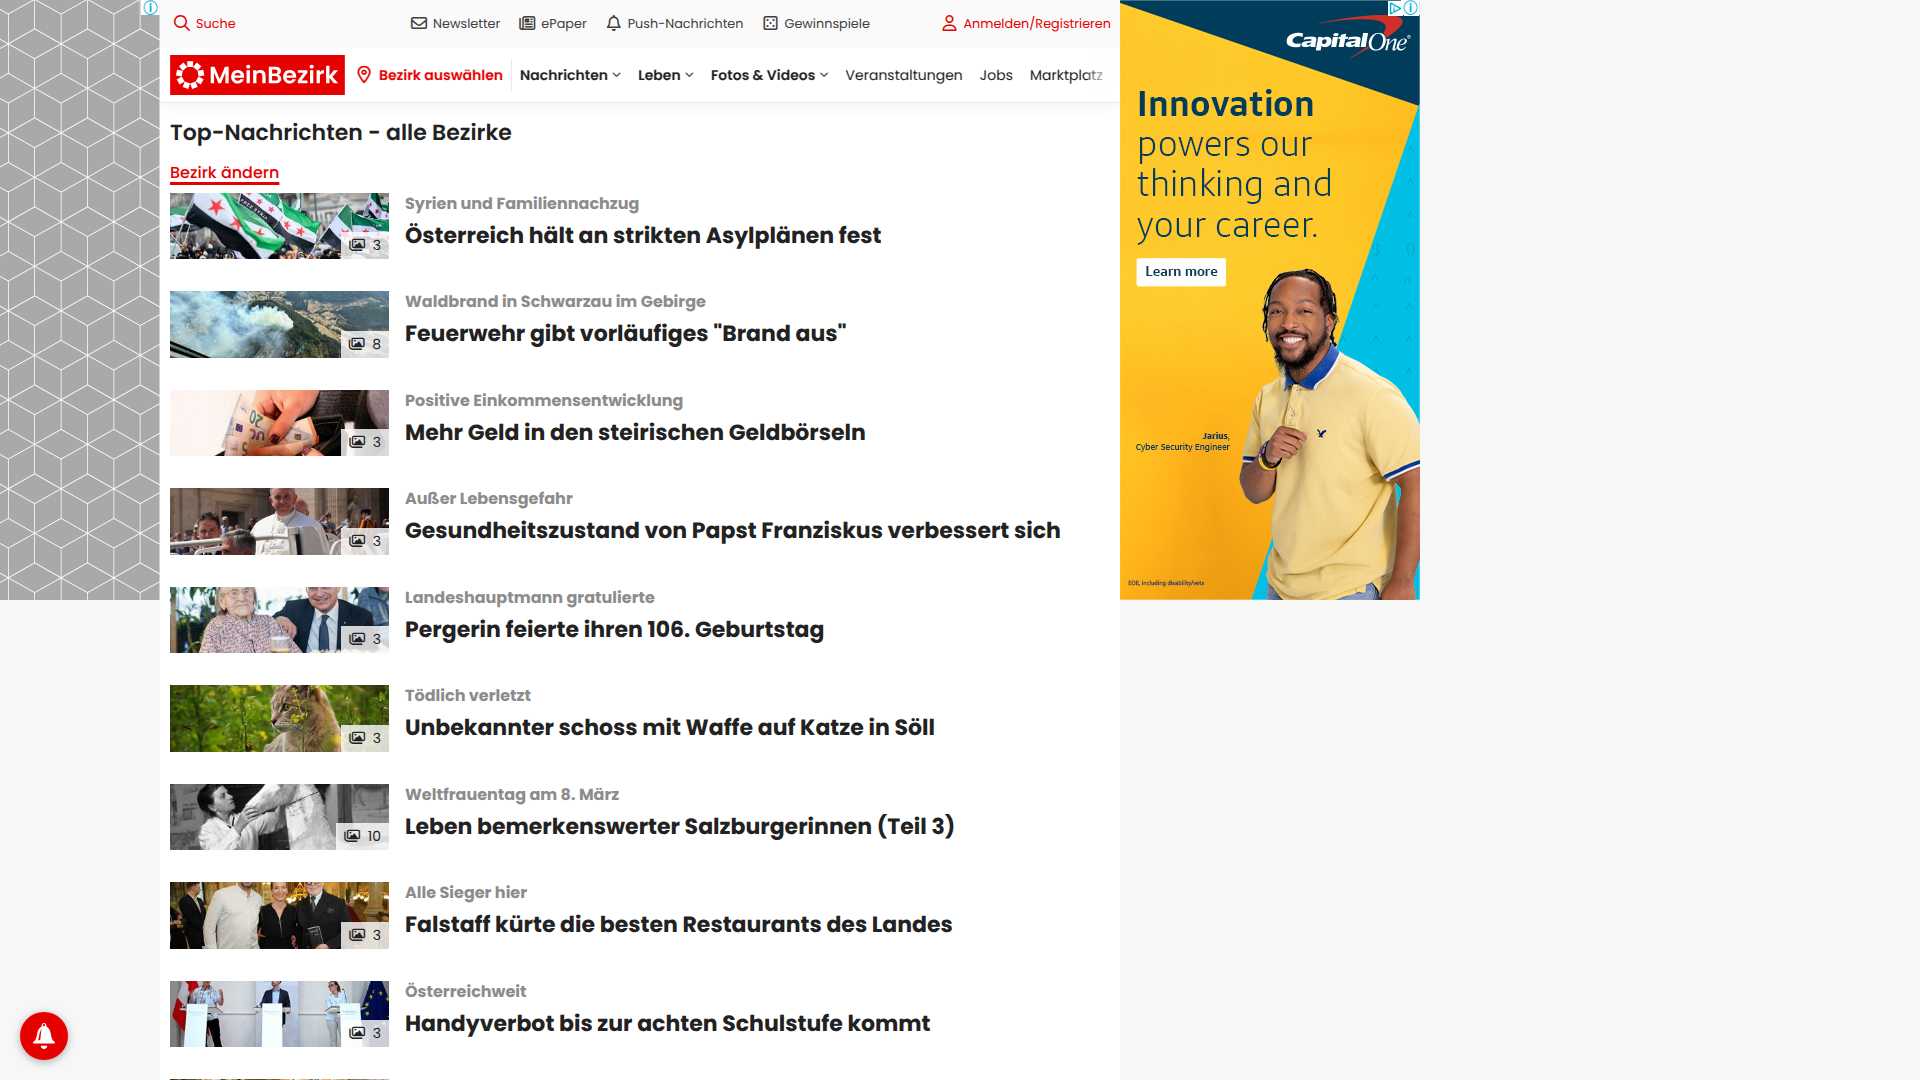 Suche
Newsletter
ePaper
Push-Nachrichten
Gewinnspiele
Anmelden/Registrieren
MeinBezirk
Bezirk auswählen
Nachrichten
Leben
Fotos & Videos
Veranstaltungen
Jobs
Marktplatz
Top-Nachrichten - alle Bezirke
Bezirk ändern
3
Syrien und Familiennachzug
Österreich hält an strikten Asylplänen fest
8
Waldbrand in Schwarzau im Gebirge
Feuerwehr gibt vorläufiges "Brand aus"
3
Positive Einkommensentwicklung
Mehr Geld in den steirischen Geldbörseln
3
Außer Lebensgefahr
Gesundheitszustand von Papst Franziskus verbessert sich
3
Landeshauptmann gratulierte
Pergerin feierte ihren 106. Geburtstag
3
Tödlich verletzt
Unbekannter schoss mit Waffe auf Katze in Söll
10
Weltfrauentag am 8. März
Leben bemerkenswerter Salzburgerinnen (Teil 3)
3
Alle Sieger hier
Falstaff kürte die besten Restaurants des Landes
3
Österreichweit
Handyverbot bis zur achten Schulstufe kommt
CapitalOne
Innovation
powers our
thinking and
your career.
Learn more
Jarius,
Cyber Security Engineer
EOE, including disability/vets